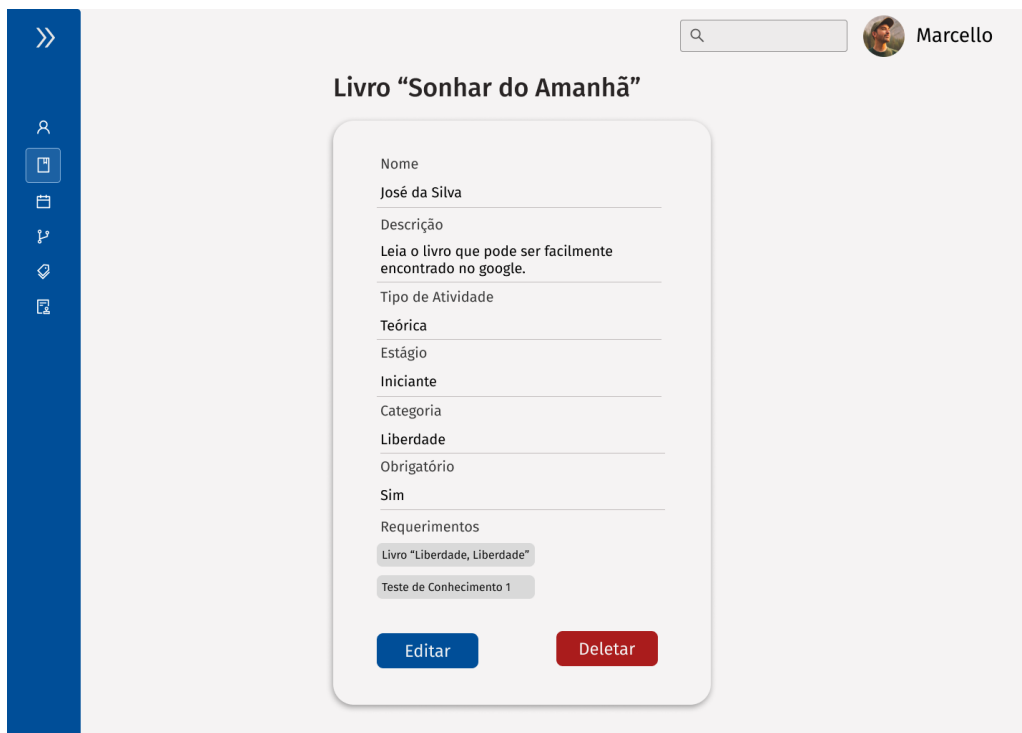 Marcello
Livro “Sonhar do Amanhã”
Nome
José da Silva
Descrição
Leia o livro que pode ser facilmente
encontrado no google.
Tipo de Atividade
Teórica
Estágio
Iniciante
Categoria
Liberdade
Obrigatório
Sim
Requerimentos
Livro “Liberdade, Liberdade”
Teste de Conhecimento 1
Editar
Deletar